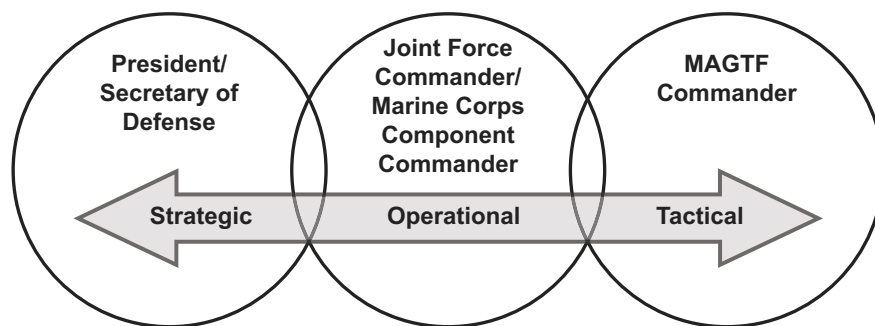 President/
Secretary of
Defense
Joint Force
Commander/
Marine Corps
Component
Commander
MAGTF
Commander
Strategic
Operational
Tactical